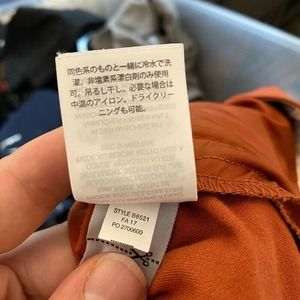 同色系のものと一緒に冷水で洗
濯。非塩素系漂白剤のみ使用
可。吊るし干し。必要な場合は
中温のアイロン。ドライクリー
ニングも可能。
STYLE B8521
FA 17
PO 2700600